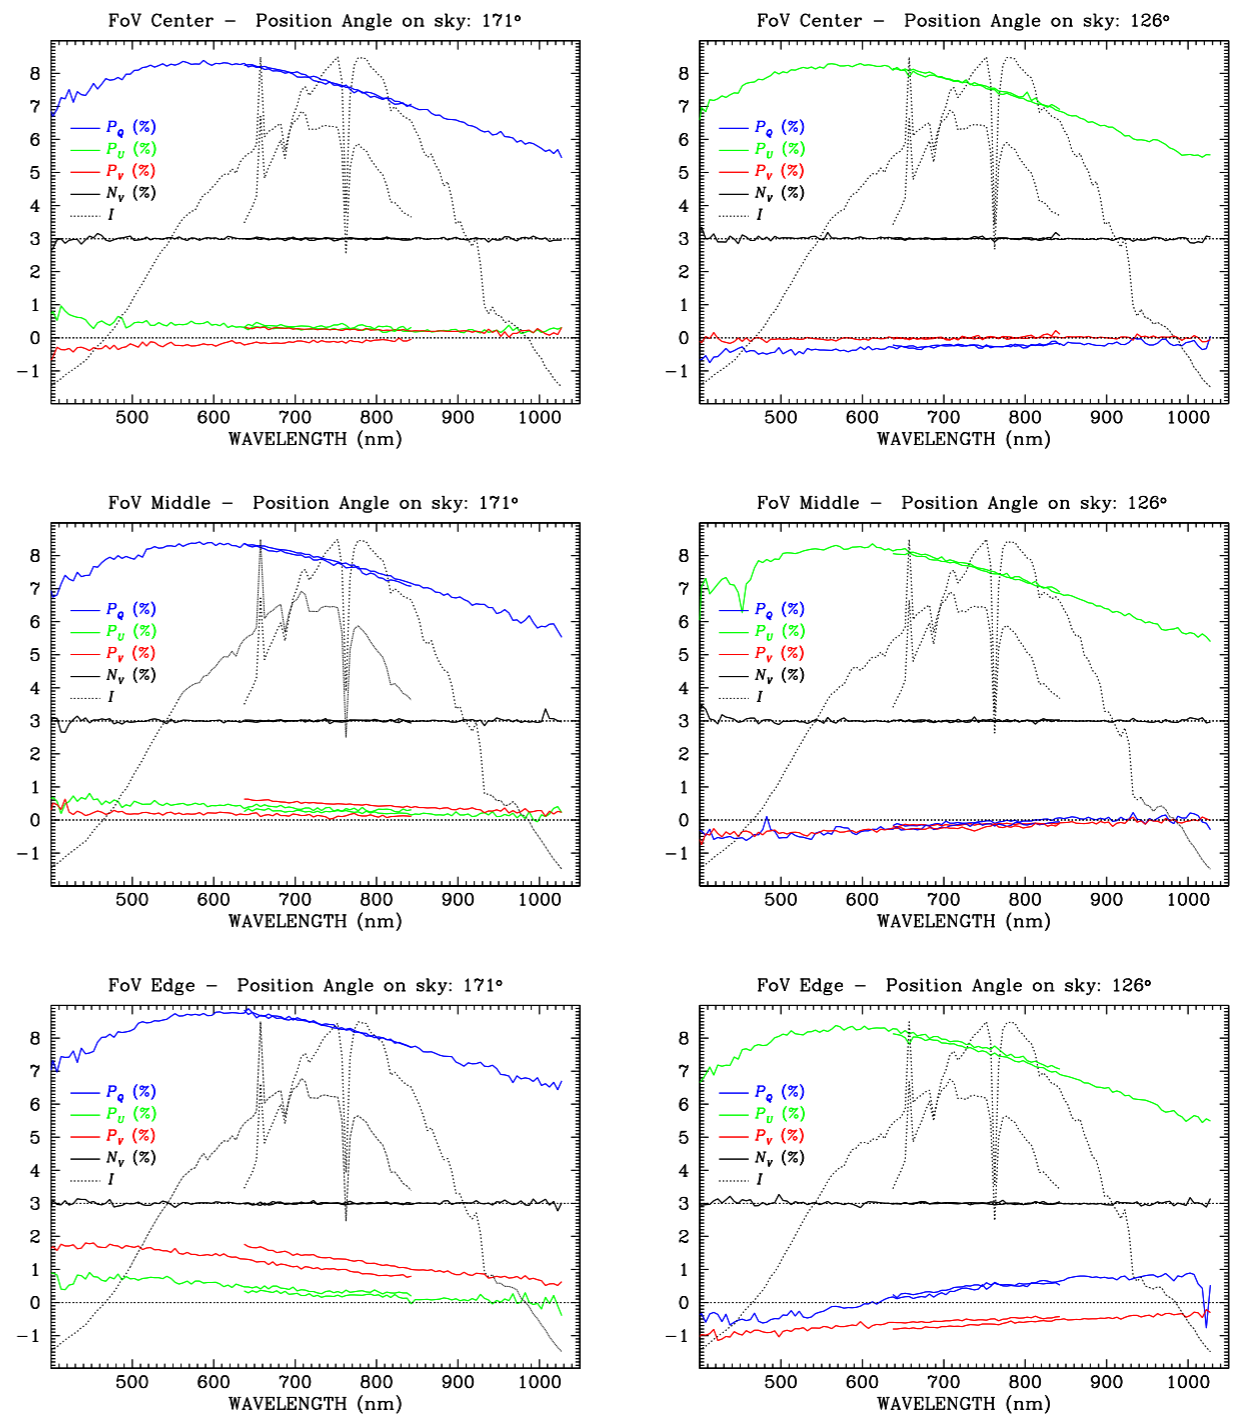 FoV Center –  Position Angle on sky: 171°
8
7
6
5
4
3
2
1
0
−1
P_Q (%)
P_U (%)
P_V (%)
N_V (%)
I
500 600 700 800 900 1000
WAVELENGTH (nm)
FoV Center –  Position Angle on sky: 126°
8
7
6
5
4
3
2
1
0
−1
P_Q (%)
P_U (%)
P_V (%)
N_V (%)
I
500 600 700 800 900 1000
WAVELENGTH (nm)
FoV Middle –  Position Angle on sky: 171°
8
7
6
5
4
3
2
1
0
−1
P_Q (%)
P_U (%)
P_V (%)
N_V (%)
I
500 600 700 800 900 1000
WAVELENGTH (nm)
FoV Middle –  Position Angle on sky: 126°
8
7
6
5
4
3
2
1
0
−1
P_Q (%)
P_U (%)
P_V (%)
N_V (%)
I
500 600 700 800 900 1000
WAVELENGTH (nm)
FoV Edge –  Position Angle on sky: 171°
8
7
6
5
4
3
2
1
0
−1
P_Q (%)
P_U (%)
P_V (%)
N_V (%)
I
500 600 700 800 900 1000
WAVELENGTH (nm)
FoV Edge –  Position Angle on sky: 126°
8
7
6
5
4
3
2
1
0
−1
P_Q (%)
P_U (%)
P_V (%)
N_V (%)
I
500 600 700 800 900 1000
WAVELENGTH (nm)